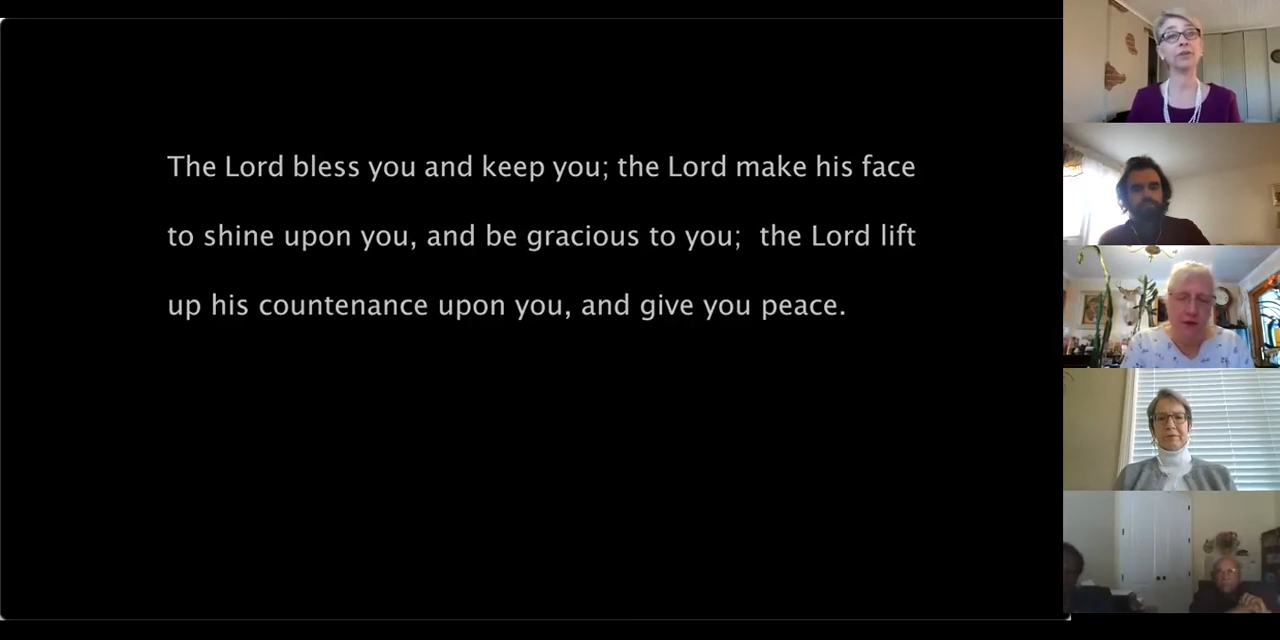 The Lord bless you and keep you; the Lord make his face
to shine upon you, and be gracious to you;  the Lord lift
up his countenance upon you, and give you peace.